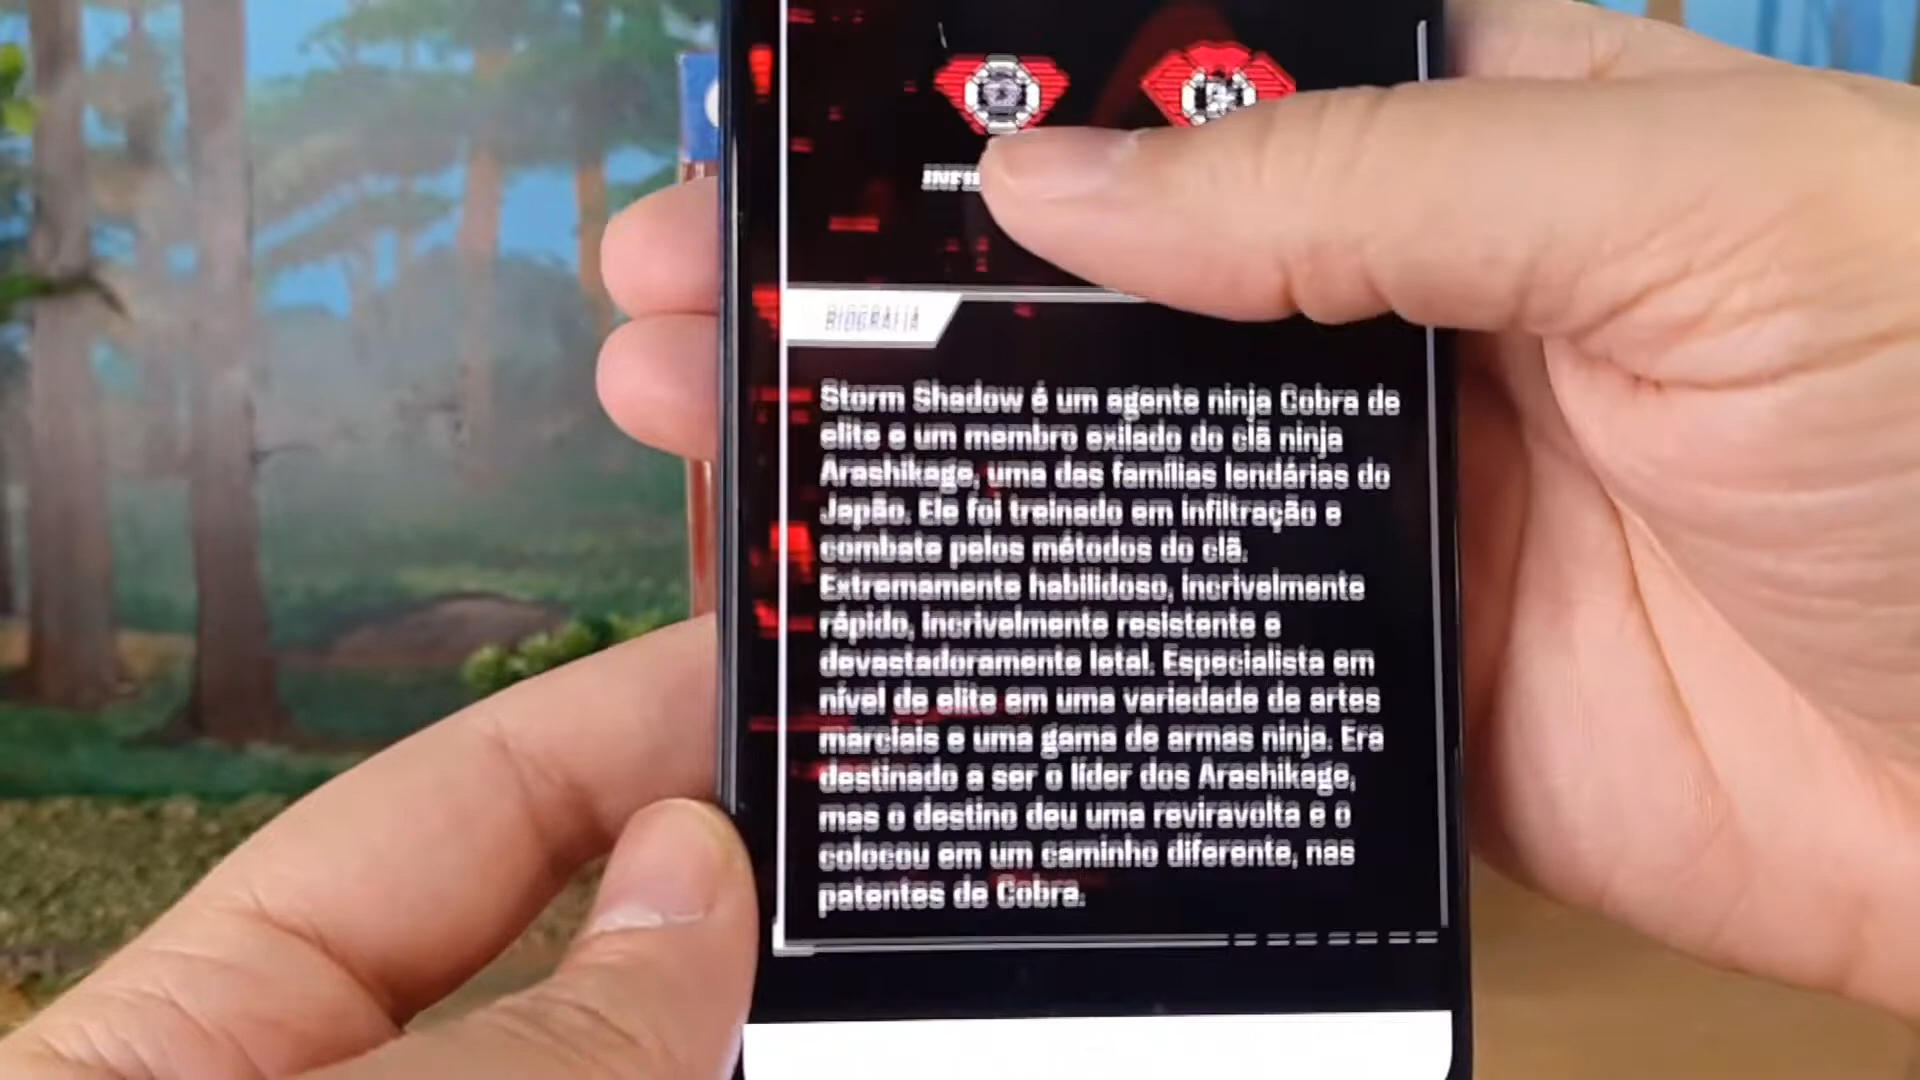 BIOGRAFIA
Storm Shadow é um agente ninja Cobra de
elite e um membro exilado do clã ninja
Arashikage, uma das famílias lendárias do
Japão. Ele foi treinado em infiltração e
combate pelos métodos do clã.
Extremamente habilidoso, incrivelmente
rápido, incrivelmente resistente e
devastadoramente letal. Especialista em
nível de elite em uma variedade de artes
marciais e uma gama de armas ninja. Era
destinado a ser o líder dos Arashikage,
mas o destino deu uma reviravolta e o
colocou em um caminho diferente, nas
patentes de Cobra.